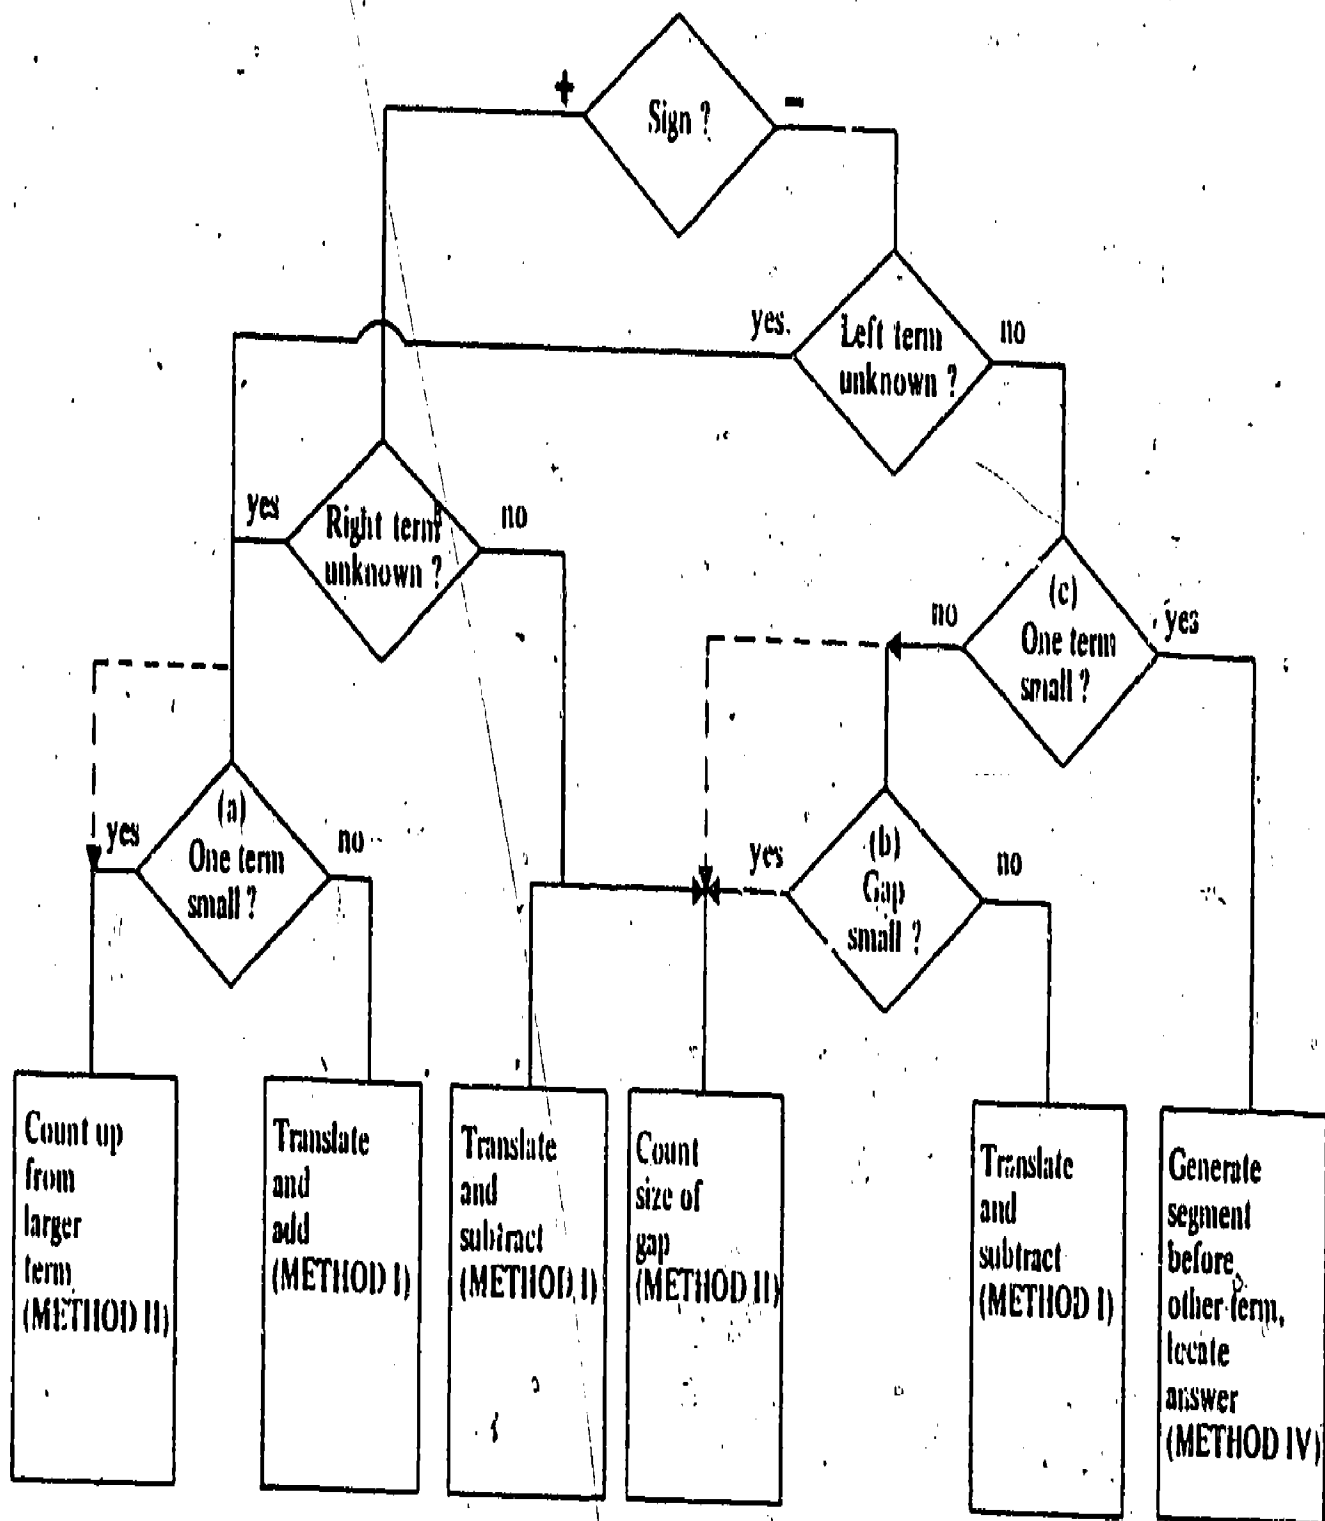 +
Sign ?
-
yes.
Left term
unknown ?
no
yes
Right term
unknown ?
no
no
(c)
One term
small ?
yes
yes
(a)
One term
small ?
no
yes
(b)
Gap
small ?
no
Count up
from
larger
term
(METHOD II)
Translate
and
add
(METHOD I)
Translate
and
subtract
(METHOD I)
Count
size of
gap
(METHOD II)
Translate
and
subtract
(METHOD I)
Generate
segment
before
other term,
locate
answer
(METHOD IV)